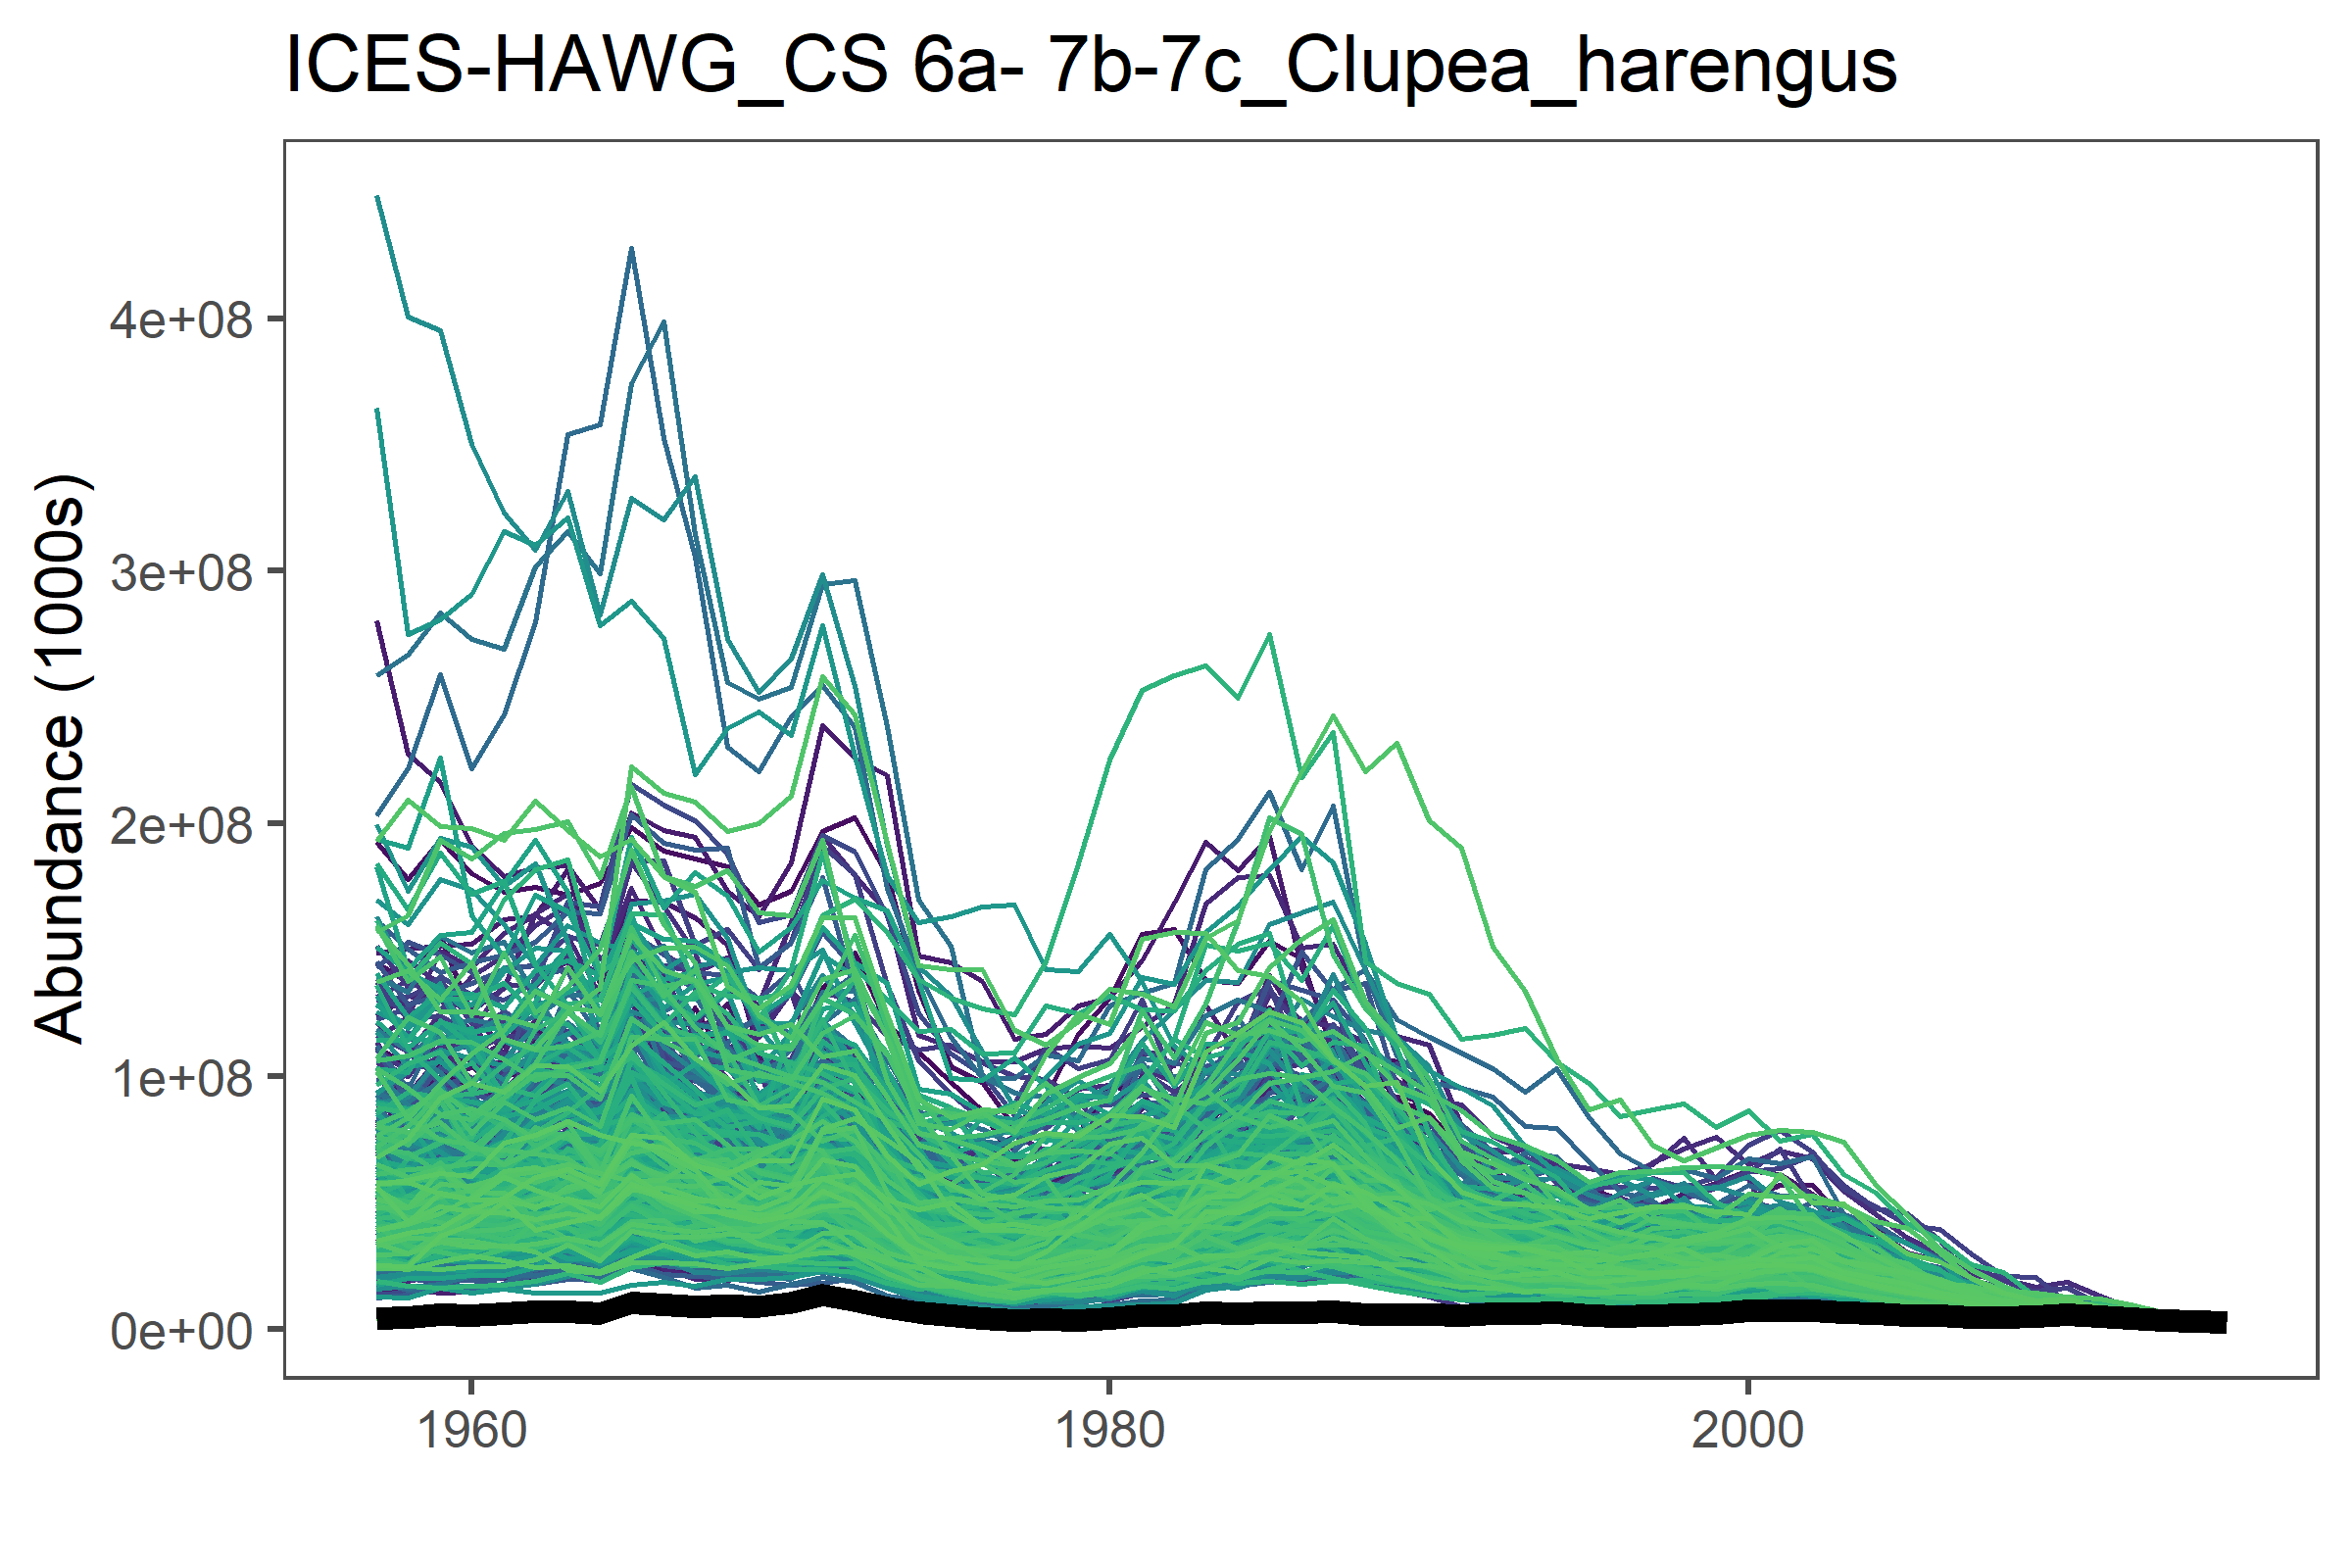 ICES-HAWG_CS 6a- 7b-7c_Clupea_harengus
Abundance (1000s)
4e+08
3e+08
2e+08
1e+08
0e+00
1960
1980
2000